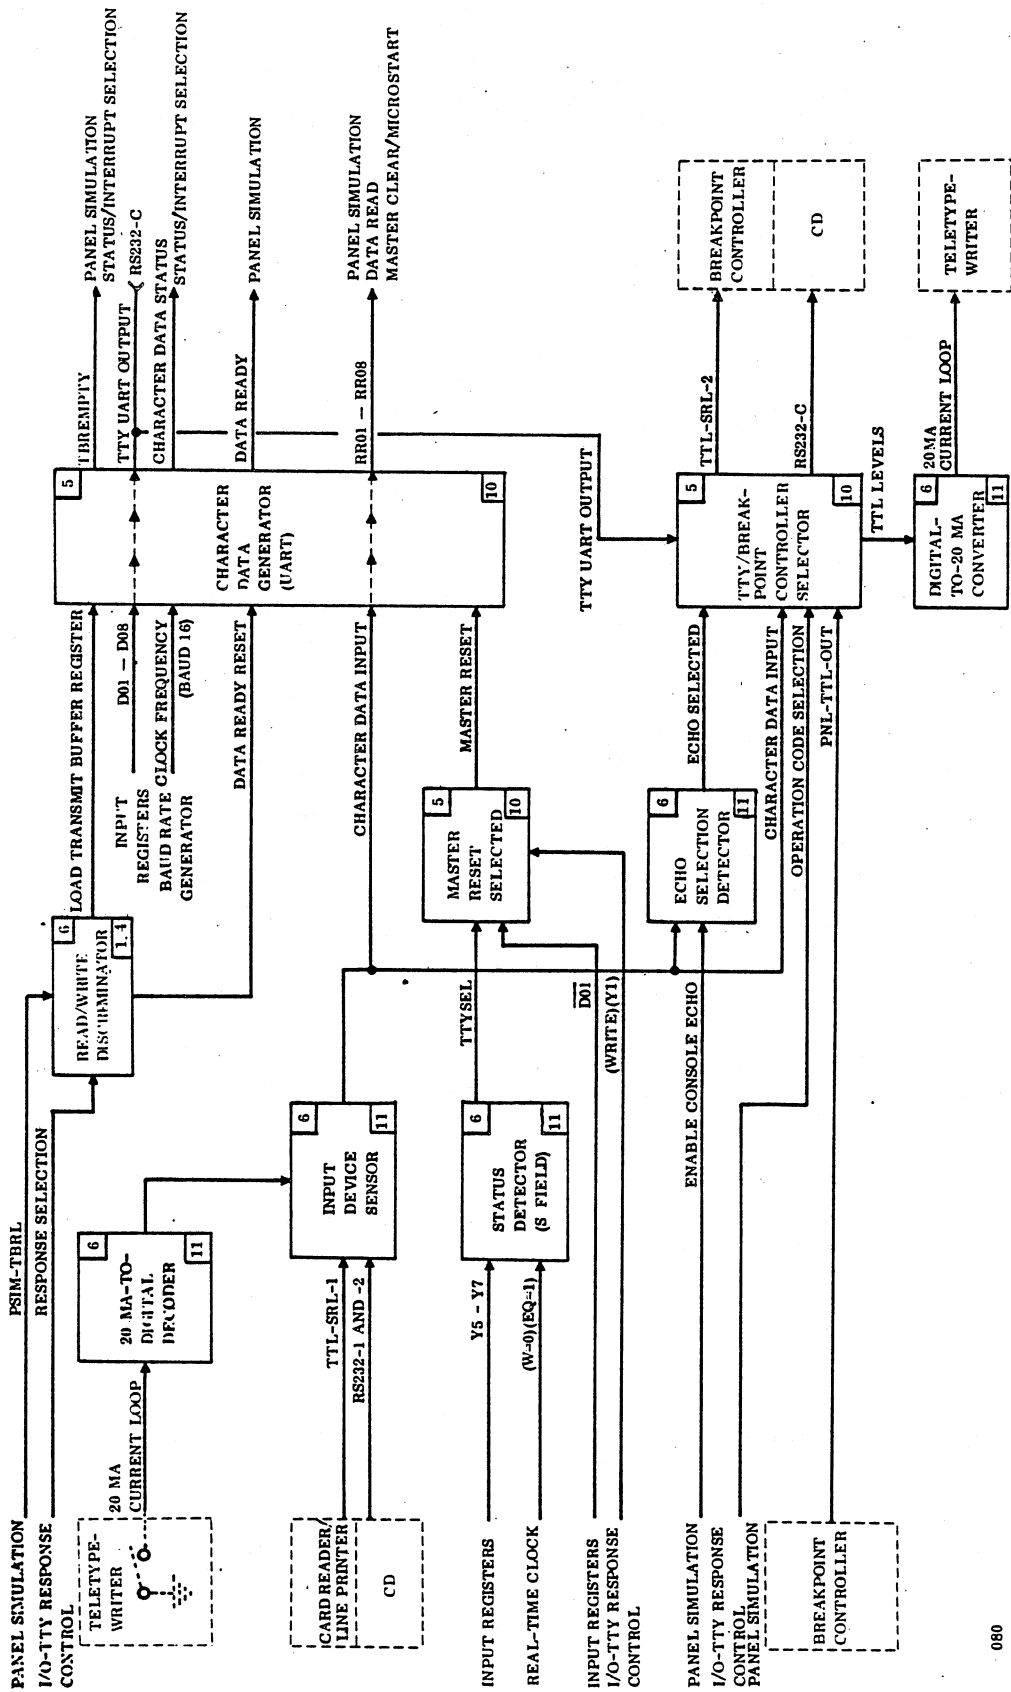 PANEL SIMULATION
PSIM-TBRL
I/O-TTY RESPONSE
CONTROL
RESPONSE SELECTION
TELETYPE-
WRITER
20 MA
CURRENT LOOP
6
20 MA-TO-
DIGITAL
DECODER
11
6
READ/WRITE
DISCRIMINATOR
1.4
LOAD TRANSMIT BUFFER REGISTER
INPUT
REGISTERS
D01 - D08
BAUD RATE CLOCK FREQUENCY
GENERATOR
(BAUD 16)
DATA READY RESET
5
CHARACTER
DATA
GENERATOR
(UART)
10
TBREMPTY
PANEL SIMULATION
STATUS/INTERRUPT SELECTION
TTY UART OUTPUT
RS232-C
CHARACTER DATA STATUS
STATUS/INTERRUPT SELECTION
DATA READY
PANEL SIMULATION
RR01 - RR08
PANEL SIMULATION
DATA READ
MASTER CLEAR/MICROSTART
CARD READER/
LINE PRINTER
CD
TTL-SRL-1
RS232-1 AND -2
6
INPUT
DEVICE
SENSOR
11
CHARACTER DATA INPUT
INPUT REGISTERS
Y5 - Y7
REAL-TIME CLOCK
(W=0)(EQ=1)
6
STATUS
DETECTOR
(S FIELD)
11
TTYSEL
5
MASTER
RESET
SELECTED
10
MASTER RESET
INPUT REGISTERS
D̅0̅1̅
I/O-TTY RESPONSE
CONTROL
(WRITE)(Y1)
TTY UART OUTPUT
PANEL SIMULATION
ENABLE CONSOLE ECHO
6
ECHO
SELECTION
DETECTOR
11
ECHO SELECTED
CHARACTER DATA INPUT
I/O-TTY RESPONSE
CONTROL
PANEL SIMULATION
OPERATION CODE SELECTION
BREAKPOINT
CONTROLLER
PNL-TTL-OUT
5
TTY/BREAK-
POINT
CONTROLLER
SELECTOR
10
TTL-SRL-2
BREAKPOINT
CONTROLLER
RS232-C
CD
TTL LEVELS
6
DIGITAL-
TO-20 MA
CONVERTER
11
20MA
CURRENT LOOP
TELETYPE-
WRITER
080